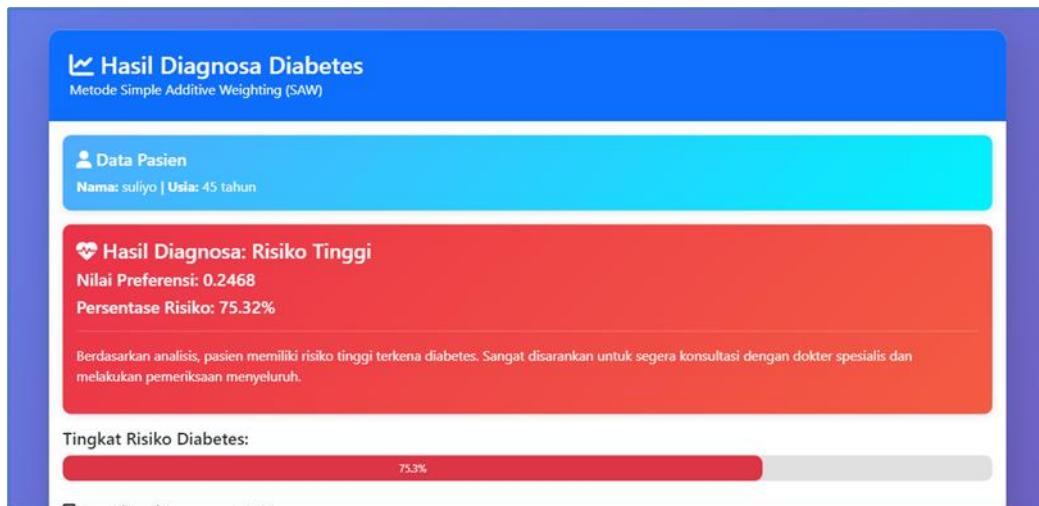 Hasil Diagnosa Diabetes
Metode Simple Additive Weighting (SAW)
Data Pasien
Nama: suliyo | Usia: 45 tahun
Hasil Diagnosa: Risiko Tinggi
Nilai Preferensi: 0.2468
Persentase Risiko: 75.32%
Berdasarkan analisis, pasien memiliki risiko tinggi terkena diabetes. Sangat disarankan untuk segera konsultasi dengan dokter spesialis dan
melakukan pemeriksaan menyeluruh.
Tingkat Risiko Diabetes:
75.3%